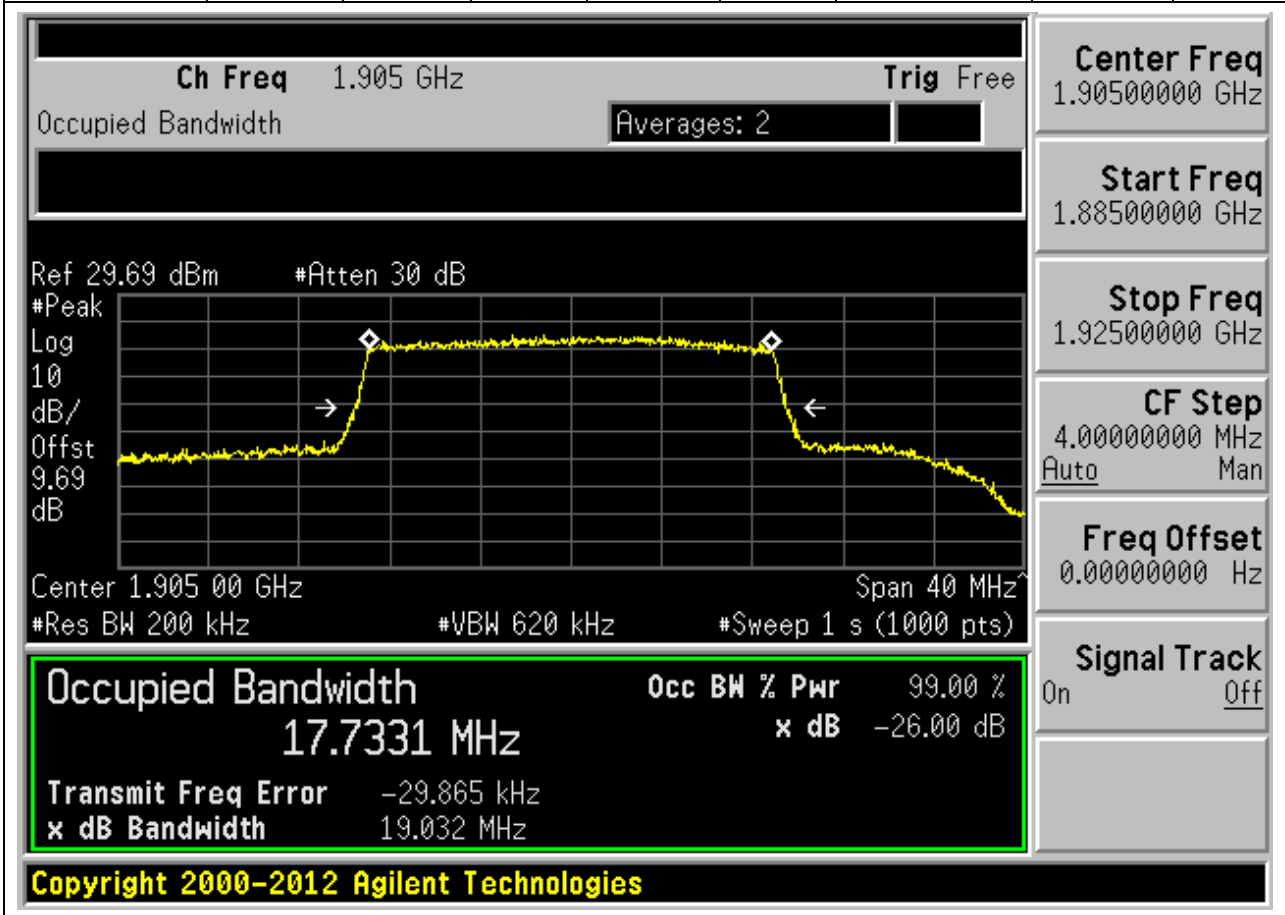 Ch Freq 1.905 GHz Trig Free
Occupied Bandwidth Averages: 2
Ref 29.69 dBm #Atten 30 dB
#Peak
Log
10
dB/
Offst
9.69
dB
Center 1.905 00 GHz Span 40 MHz^
#Res BW 200 kHz #VBW 620 kHz #Sweep 1 s (1000 pts)
Occupied Bandwidth Occ BW % Pwr 99.00 %
17.7331 MHz x dB -26.00 dB
Transmit Freq Error -29.865 kHz
x dB Bandwidth 19.032 MHz
Center Freq
1.90500000 GHz
Start Freq
1.88500000 GHz
Stop Freq
1.92500000 GHz
CF Step
4.00000000 MHz
Auto Man
Freq Offset
0.00000000 Hz
Signal Track
On Off
Copyright 2000-2012 Agilent Technologies